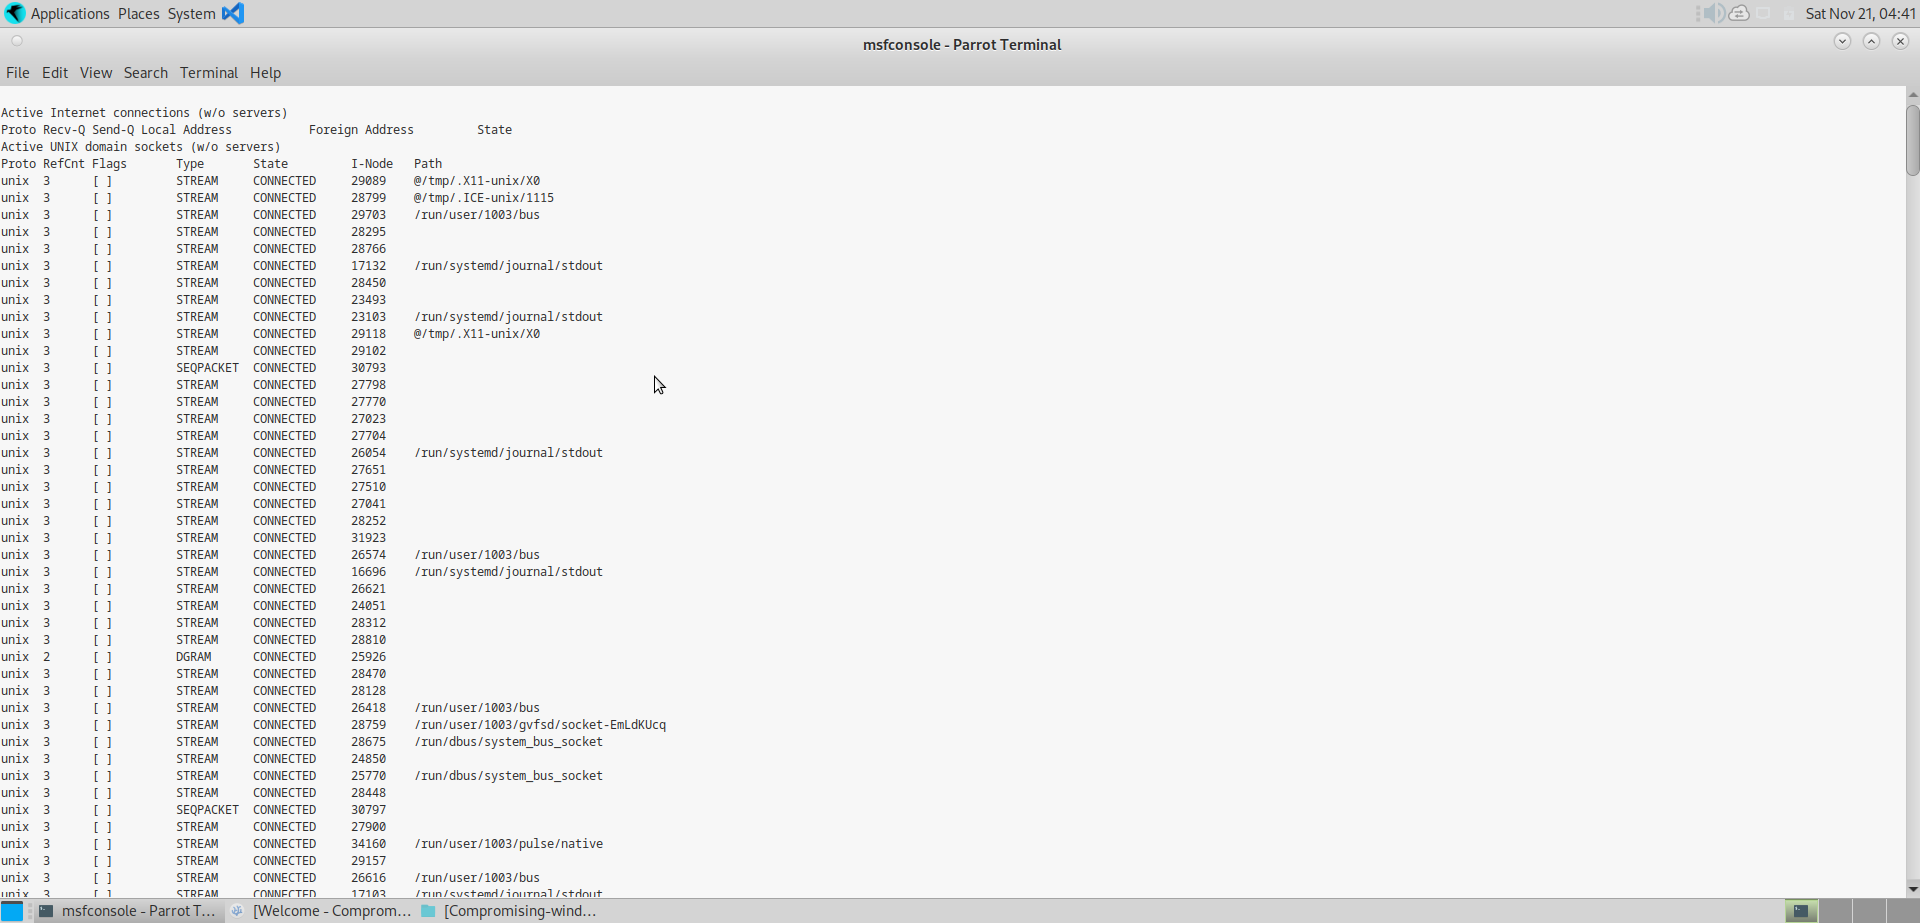 Applications Places System Sat Nov 21, 04:41
msfconsole - Parrot Terminal
File Edit View Search Terminal Help
Active Internet connections (w/o servers)
Proto Recv-Q Send-Q Local Address Foreign Address State
Active UNIX domain sockets (w/o servers)
Proto RefCnt Flags Type State I-Node Path
unix 3 [ ] STREAM CONNECTED 29089 @/tmp/.X11-unix/X0
unix 3 [ ] STREAM CONNECTED 28799 @/tmp/.ICE-unix/1115
unix 3 [ ] STREAM CONNECTED 29703 /run/user/1003/bus
unix 3 [ ] STREAM CONNECTED 28295
unix 3 [ ] STREAM CONNECTED 28766
unix 3 [ ] STREAM CONNECTED 17132 /run/systemd/journal/stdout
unix 3 [ ] STREAM CONNECTED 28450
unix 3 [ ] STREAM CONNECTED 23493
unix 3 [ ] STREAM CONNECTED 23103 /run/systemd/journal/stdout
unix 3 [ ] STREAM CONNECTED 29118 @/tmp/.X11-unix/X0
unix 3 [ ] STREAM CONNECTED 29102
unix 3 [ ] SEQPACKET CONNECTED 30793
unix 3 [ ] STREAM CONNECTED 27798
unix 3 [ ] STREAM CONNECTED 27770
unix 3 [ ] STREAM CONNECTED 27023
unix 3 [ ] STREAM CONNECTED 27704
unix 3 [ ] STREAM CONNECTED 26054 /run/systemd/journal/stdout
unix 3 [ ] STREAM CONNECTED 27651
unix 3 [ ] STREAM CONNECTED 27510
unix 3 [ ] STREAM CONNECTED 27041
unix 3 [ ] STREAM CONNECTED 28252
unix 3 [ ] STREAM CONNECTED 31923
unix 3 [ ] STREAM CONNECTED 26574 /run/user/1003/bus
unix 3 [ ] STREAM CONNECTED 16696 /run/systemd/journal/stdout
unix 3 [ ] STREAM CONNECTED 26621
unix 3 [ ] STREAM CONNECTED 24051
unix 3 [ ] STREAM CONNECTED 28312
unix 3 [ ] STREAM CONNECTED 28810
unix 2 [ ] DGRAM CONNECTED 25926
unix 3 [ ] STREAM CONNECTED 28470
unix 3 [ ] STREAM CONNECTED 28128
unix 3 [ ] STREAM CONNECTED 26418 /run/user/1003/bus
unix 3 [ ] STREAM CONNECTED 28759 /run/user/1003/gvfsd/socket-EmLdKUcq
unix 3 [ ] STREAM CONNECTED 28675 /run/dbus/system_bus_socket
unix 3 [ ] STREAM CONNECTED 24850
unix 3 [ ] STREAM CONNECTED 25770 /run/dbus/system_bus_socket
unix 3 [ ] STREAM CONNECTED 28448
unix 3 [ ] SEQPACKET CONNECTED 30797
unix 3 [ ] STREAM CONNECTED 27900
unix 3 [ ] STREAM CONNECTED 34160 /run/user/1003/pulse/native
unix 3 [ ] STREAM CONNECTED 29157
unix 3 [ ] STREAM CONNECTED 26616 /run/user/1003/bus
unix 3 [ ] STREAM CONNECTED 17103 /run/systemd/journal/stdout
msfconsole - Parrot T... [Welcome - Comprom... [Compromising-wind...